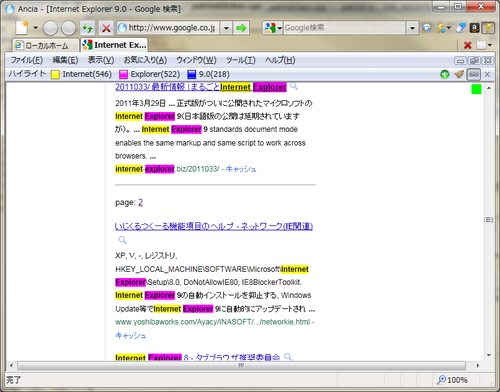 Ancia - [Internet Explorer 9.0 - Google 検索]
http://www.google.co.jp
Google検索
ローカルホーム
Internet Ex...
ファイル(F) 編集(E) 表示(V) お気に入り(A) ウィンドウ(W) ツール(T) ヘルプ(H)
ハイライト Internet(546) Explorer(522) 9.0(218)
2011033/ 最新情報 | まるごとInternet Explorer
2011年3月29日 ... 正式版がついに公開されたマイクロソフトの
Internet Explorer 9(日本語版の公開は延期されています
が)。 ... Internet Explorer 9 standards document mode
enables the same markup and same script to work across
browsers. ...
internet-explorer.biz/2011033/ - キャッシュ
page: 2
いじくるつくーる機能項目のヘルプ - ネットワーク(IE関連)
XP, V, -, レジストリ,
HKEY_LOCAL_MACHINE\SOFTWARE\Microsoft\Internet
Explorer\Setup\8.0, DoNotAllowIE80, IE8BlockerToolkit.
Internet Explorer 9の自動インストールを抑止する, Windows
Update等でInternet Explorer 9に自動的にアップデートされ ...
www.yoshibaworks.com/Ayacy/INASOFT/.../networkie.html -
キャッシュ
Internet Explorer 8 - タブブラウザ推奨委員会
完了
100%